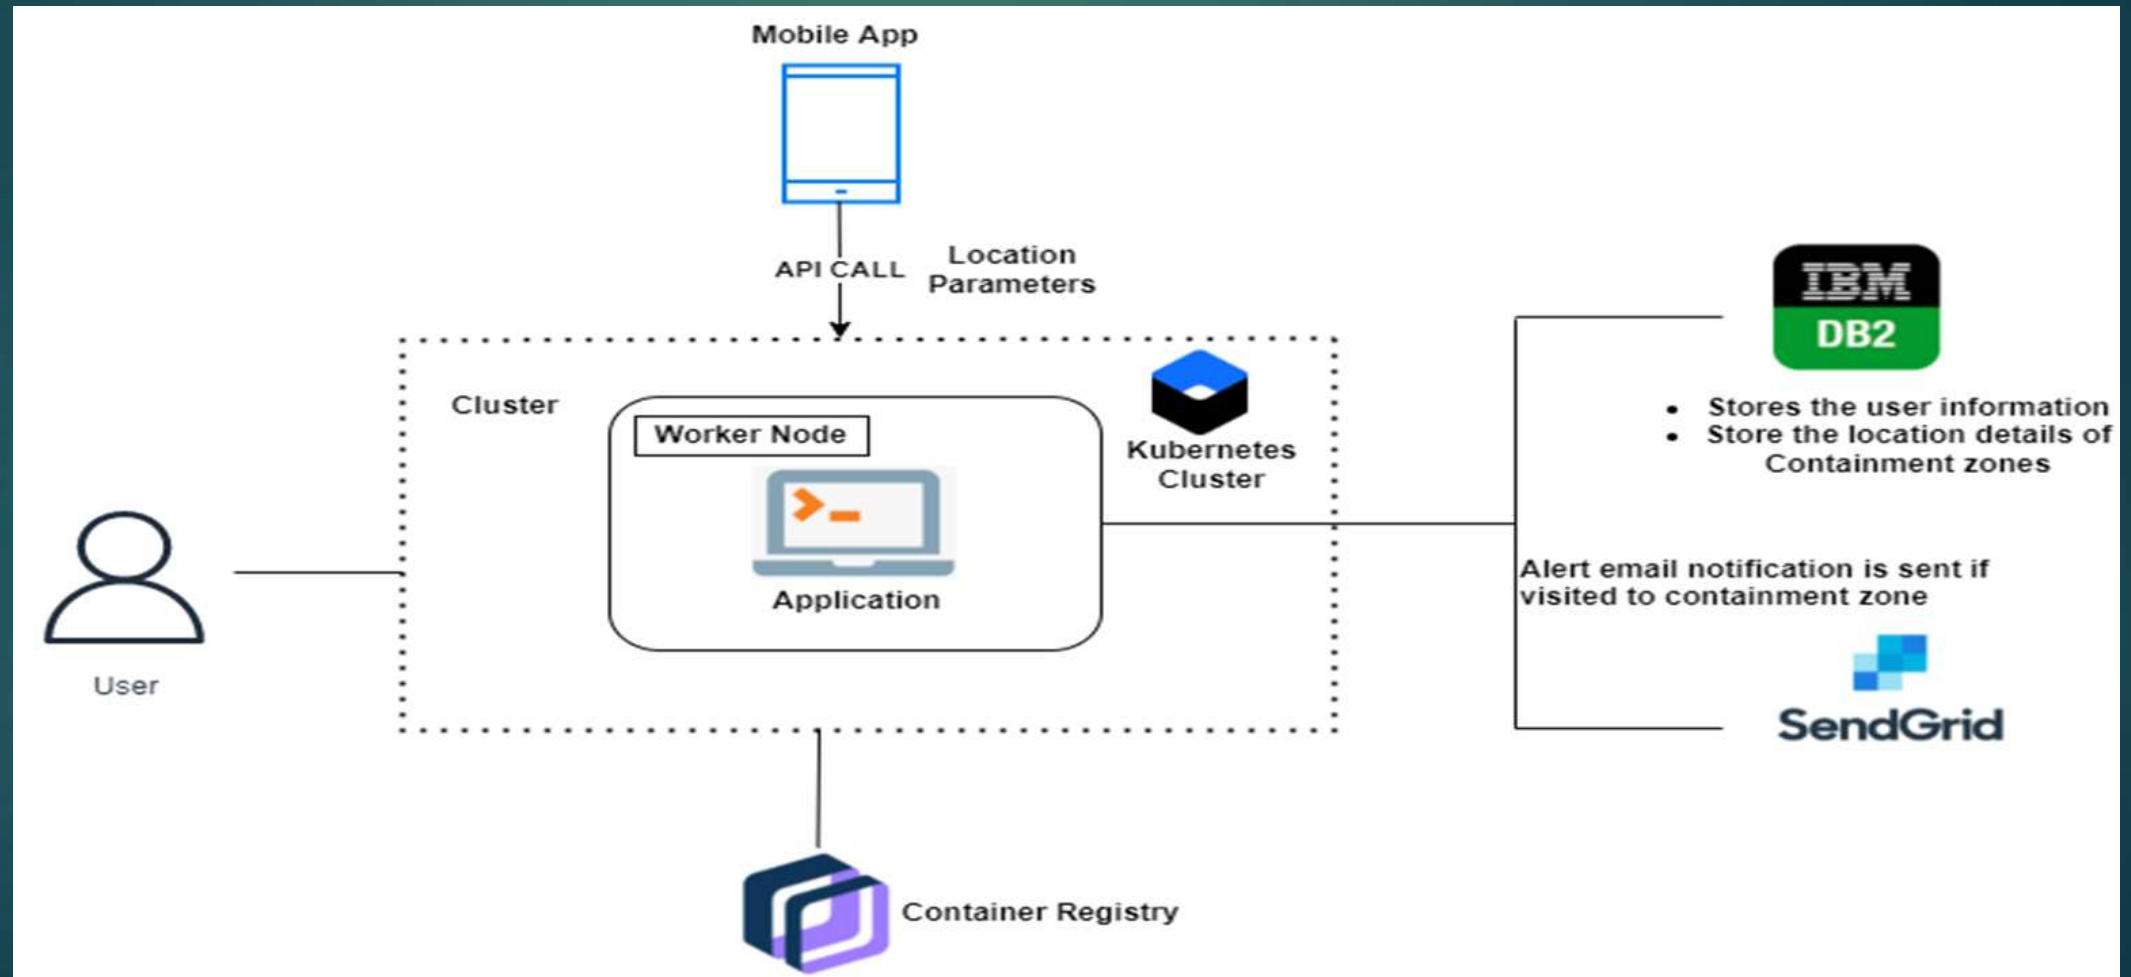 Mobile App
API CALL
Location
Parameters
IBM
DB2
Stores the user information
Store the location details of
Containment zones
Cluster
Worker Node
Kubernetes
Cluster
Application
Alert email notification is sent if
visited to containment zone
User
SendGrid
Container Registry